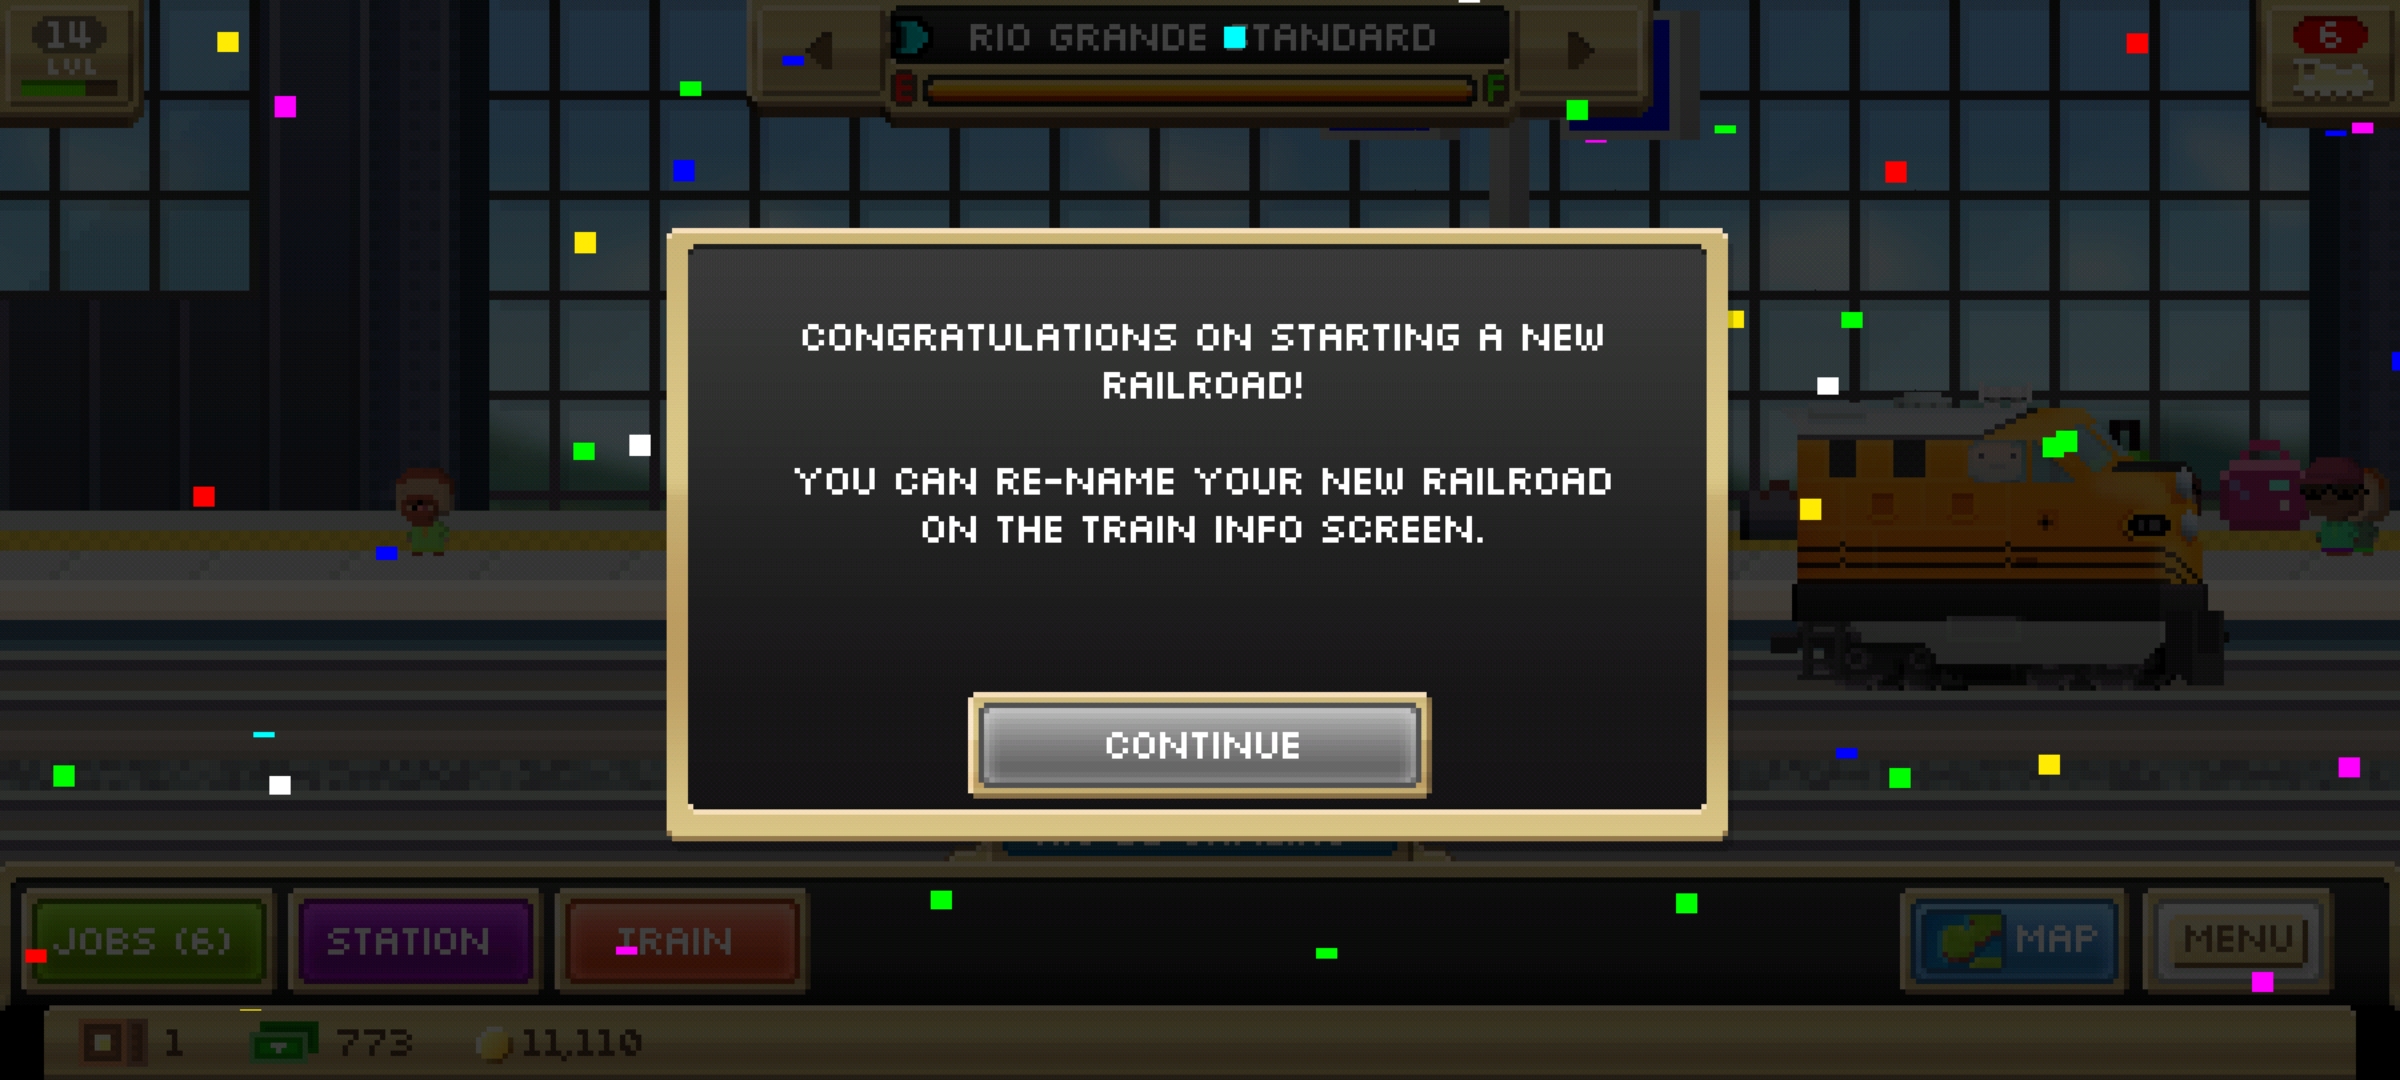 14
LVL
RIO GRANDE STANDARD
E
F
6
CONGRATULATIONS ON STARTING A NEW
RAILROAD!
YOU CAN RE-NAME YOUR NEW RAILROAD
ON THE TRAIN INFO SCREEN.
CONTINUE
JOBS (6)
STATION
TRAIN
MAP
MENU
1
773
11,110